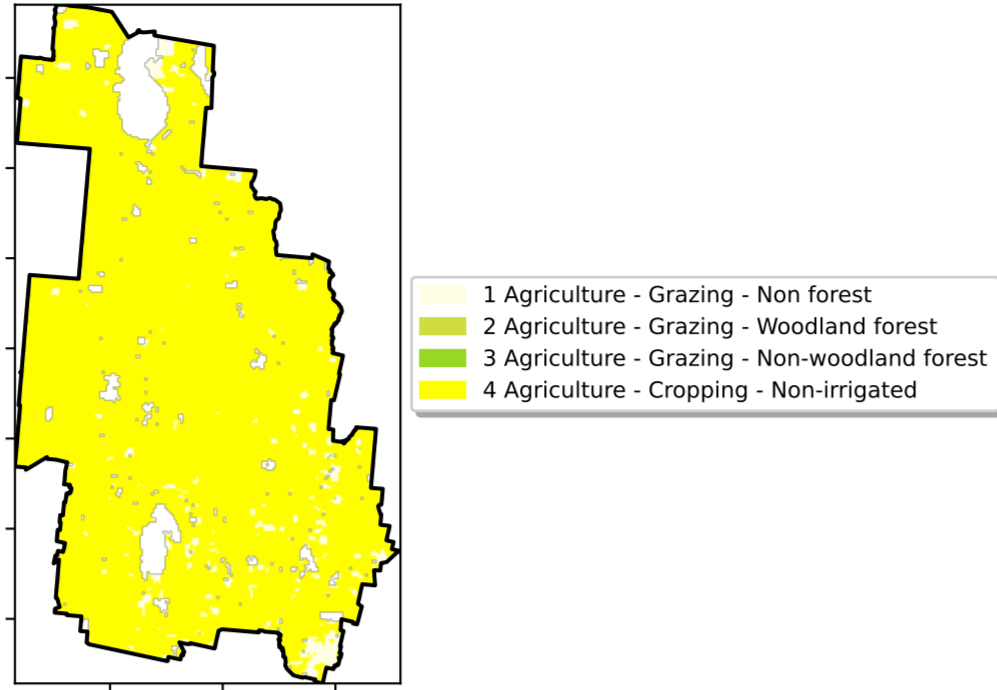 1 Agriculture - Grazing - Non forest
2 Agriculture - Grazing - Woodland forest
3 Agriculture - Grazing - Non-woodland forest
4 Agriculture - Cropping - Non-irrigated